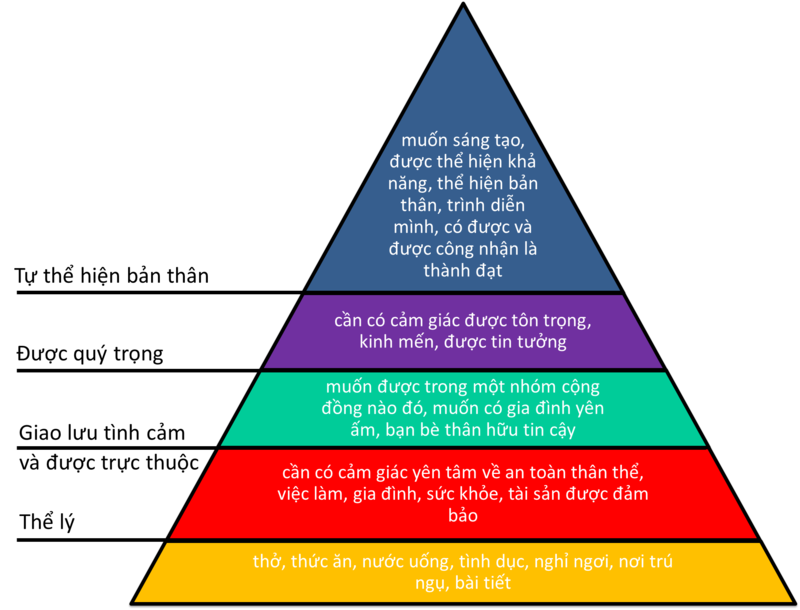 muốn sáng tạo,
được thể hiện khả
năng, thể hiện bản
thân, trình diễn
mình, có được và
được công nhận là
thành đạt
Tự thể hiện bản thân
cần có cảm giác được tôn trọng,
kinh mến, được tin tưởng
Được quý trọng
muốn được trong một nhóm cộng
đồng nào đó, muốn có gia đình yên
ấm, bạn bè thân hữu tin cậy
Giao lưu tình cảm
và được trực thuộc
cần có cảm giác yên tâm về an toàn thân thể,
việc làm, gia đình, sức khỏe, tài sản được đảm
bảo
Thể lý
thở, thức ăn, nước uống, tình dục, nghỉ ngơi, nơi trú
ngụ, bài tiết